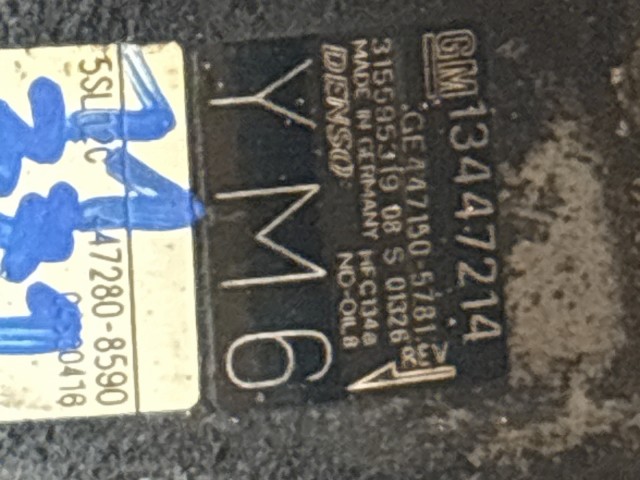 GM 13447214
GE447150-5781
REV
315595319 08 S 01326
MADE IN GERMANY HFC134a
DENSO ND-OIL8
YM6
5SL
C 447280-8590
0416